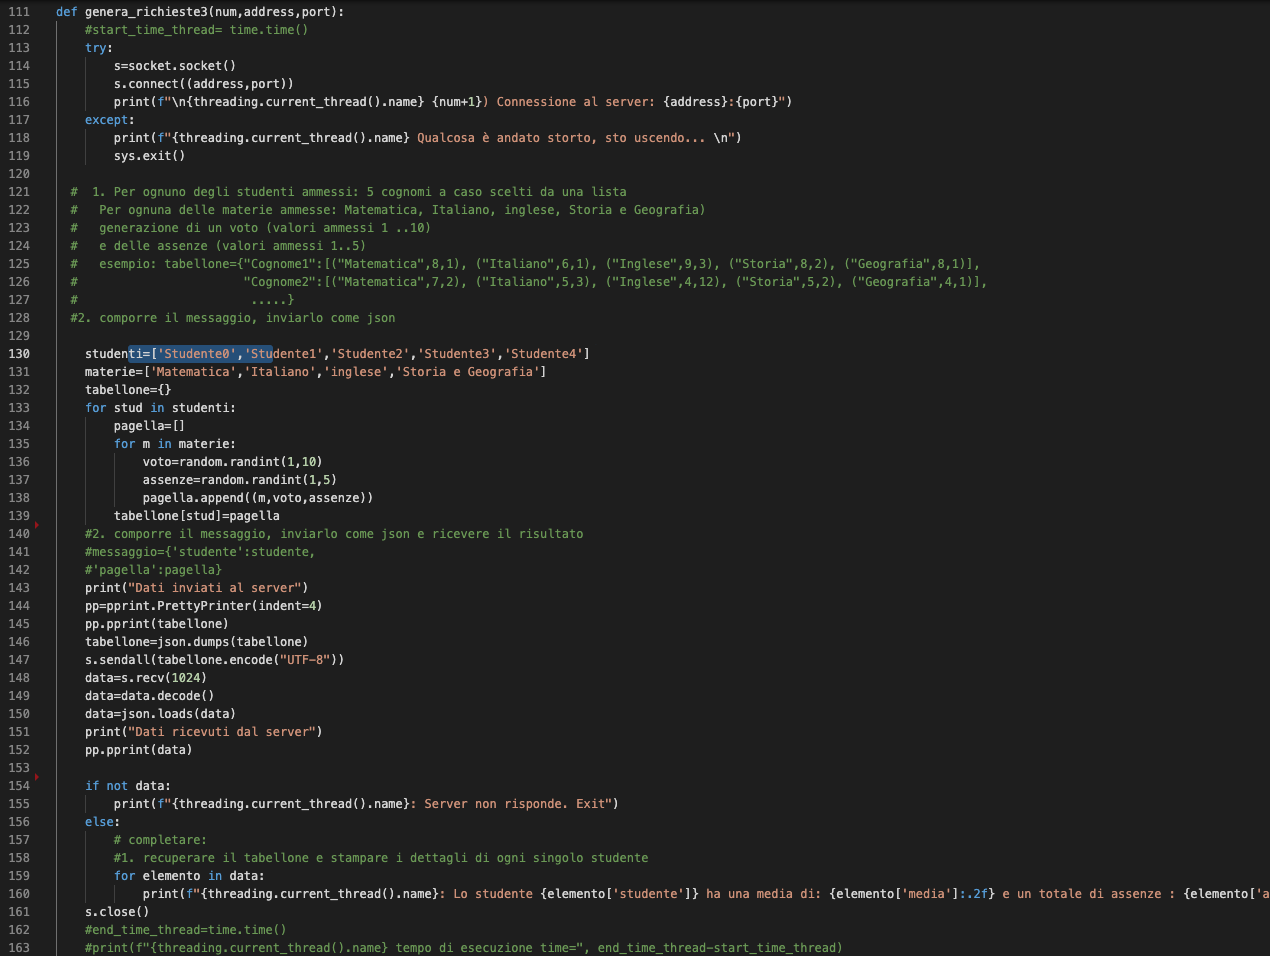 111 def genera_richieste3(num,address,port):
112 #start_time_thread= time.time()
113 try:
114 s=socket.socket()
115 s.connect((address,port))
116 print(f"\n{threading.current_thread().name} {num+1}) Connessione al server: {address}:{port}")
117 except:
118 print(f"{threading.current_thread().name} Qualcosa è andato storto, sto uscendo... \n")
119 sys.exit()
120
121 # 1. Per ognuno degli studenti ammessi: 5 cognomi a caso scelti da una lista
122 # Per ognuna delle materie ammesse: Matematica, Italiano, inglese, Storia e Geografia)
123 # generazione di un voto (valori ammessi 1 ..10)
124 # e delle assenze (valori ammessi 1..5)
125 # esempio: tabellone={"Cognome1":[("Matematica",8,1), ("Italiano",6,1), ("Inglese",9,3), ("Storia",8,2), ("Geografia",8,1)],
126 # "Cognome2":[("Matematica",7,2), ("Italiano",5,3), ("Inglese",4,12), ("Storia",5,2), ("Geografia",4,1)],
127 # .....}
128 #2. comporre il messaggio, inviarlo come json
129
130 studenti=['Studente0','Studente1','Studente2','Studente3','Studente4']
131 materie=['Matematica','Italiano','inglese','Storia e Geografia']
132 tabellone={}
133 for stud in studenti:
134 pagella=[]
135 for m in materie:
136 voto=random.randint(1,10)
137 assenze=random.randint(1,5)
138 pagella.append((m,voto,assenze))
139 tabellone[stud]=pagella
140 #2. comporre il messaggio, inviarlo come json e ricevere il risultato
141 #messaggio={'studente':studente,
142 #'pagella':pagella}
143 print("Dati inviati al server")
144 pp=pprint.PrettyPrinter(indent=4)
145 pp.pprint(tabellone)
146 tabellone=json.dumps(tabellone)
147 s.sendall(tabellone.encode("UTF-8"))
148 data=s.recv(1024)
149 data=data.decode()
150 data=json.loads(data)
151 print("Dati ricevuti dal server")
152 pp.pprint(data)
153
154 if not data:
155 print(f"{threading.current_thread().name}: Server non risponde. Exit")
156 else:
157 # completare:
158 #1. recuperare il tabellone e stampare i dettagli di ogni singolo studente
159 for elemento in data:
160 print(f"{threading.current_thread().name}: Lo studente {elemento['studente']} ha una media di: {elemento['media']:.2f} e un totale di assenze : {elemento['a
161 s.close()
162 #end_time_thread=time.time()
163 #print(f"{threading.current_thread().name} tempo di esecuzione time=", end_time_thread-start_time_thread)